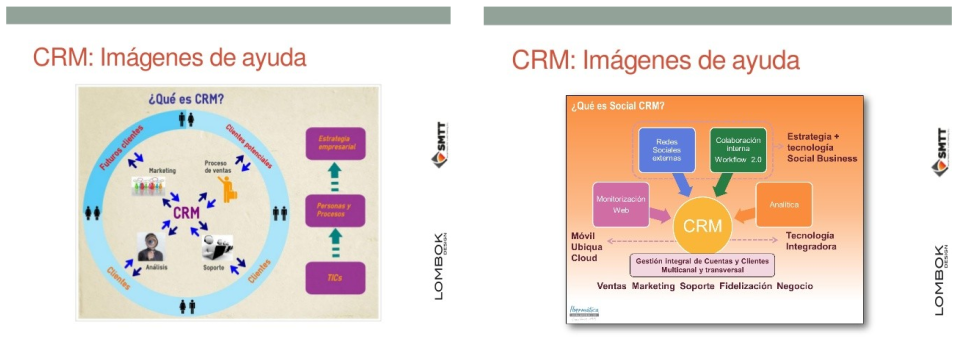 CRM: Imágenes de ayuda
¿Qué es CRM?
Futuros clientes
Clientes potenciales
Marketing
Proceso
de ventas
CRM
Análisis
Soporte
Clientes
Clientes
Estrategia
empresarial
Personas y
Procesos
TICs
SMTT
LOMBOK
DESIGN
CRM: Imágenes de ayuda
¿Qué es Social CRM?
Redes
Sociales
externas
Colaboración
interna
Workflow 2.0
Estrategia +
tecnología
Social Business
Monitorización
Web
Analítica
CRM
Móvil
Ubiqua
Cloud
Tecnología
Integradora
Gestión integral de Cuentas y Clientes
Multicanal y transversal
Ventas Marketing Soporte Fidelización Negocio
SMTT
LOMBOK
DESIGN